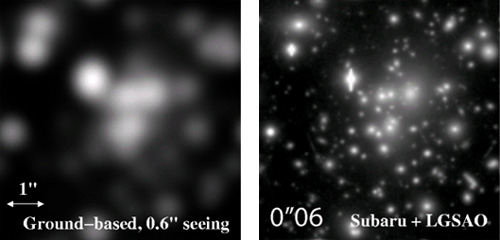 1"
Ground–based, 0.6" seeing
0"06
Subaru + LGSAO